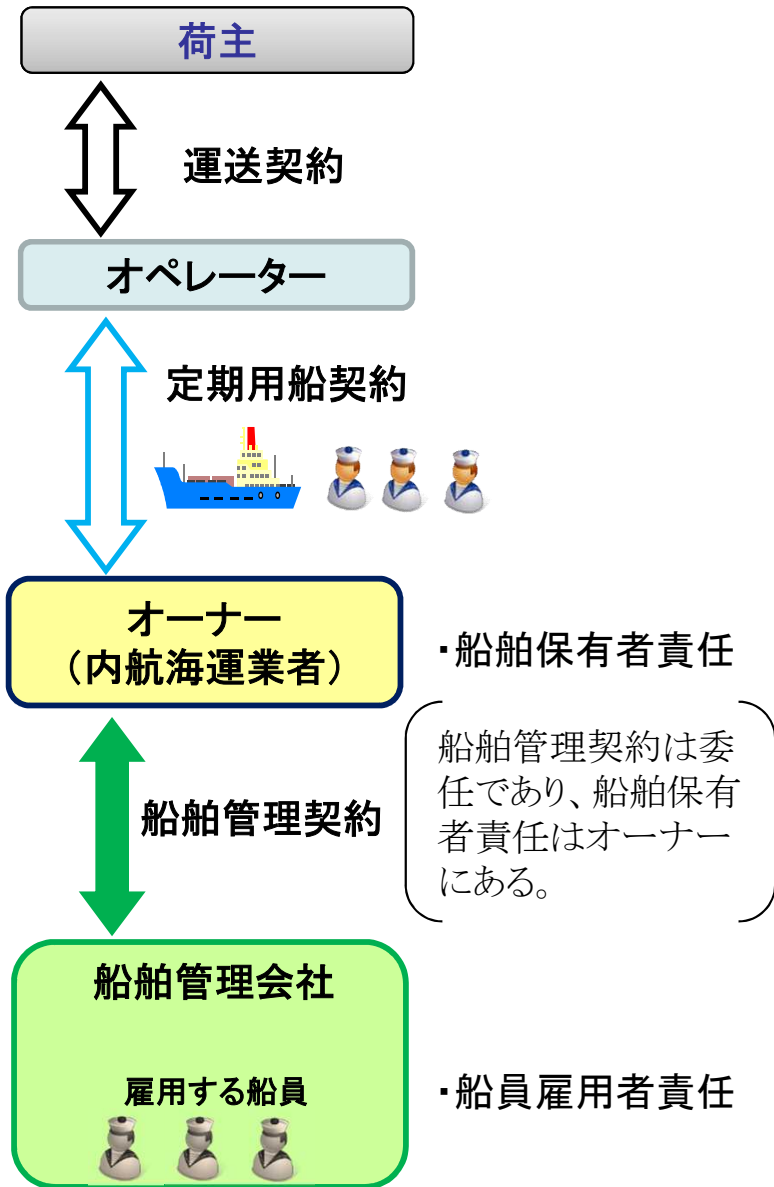 荷主
運送契約
オペレーター
定期用船契約
オーナー
(内航海運業者)
・船舶保有者責任
船舶管理契約は委
任であり、船舶保有
者責任はオーナー
にある。
船舶管理契約
船舶管理会社
雇用する船員
・船員雇用者責任